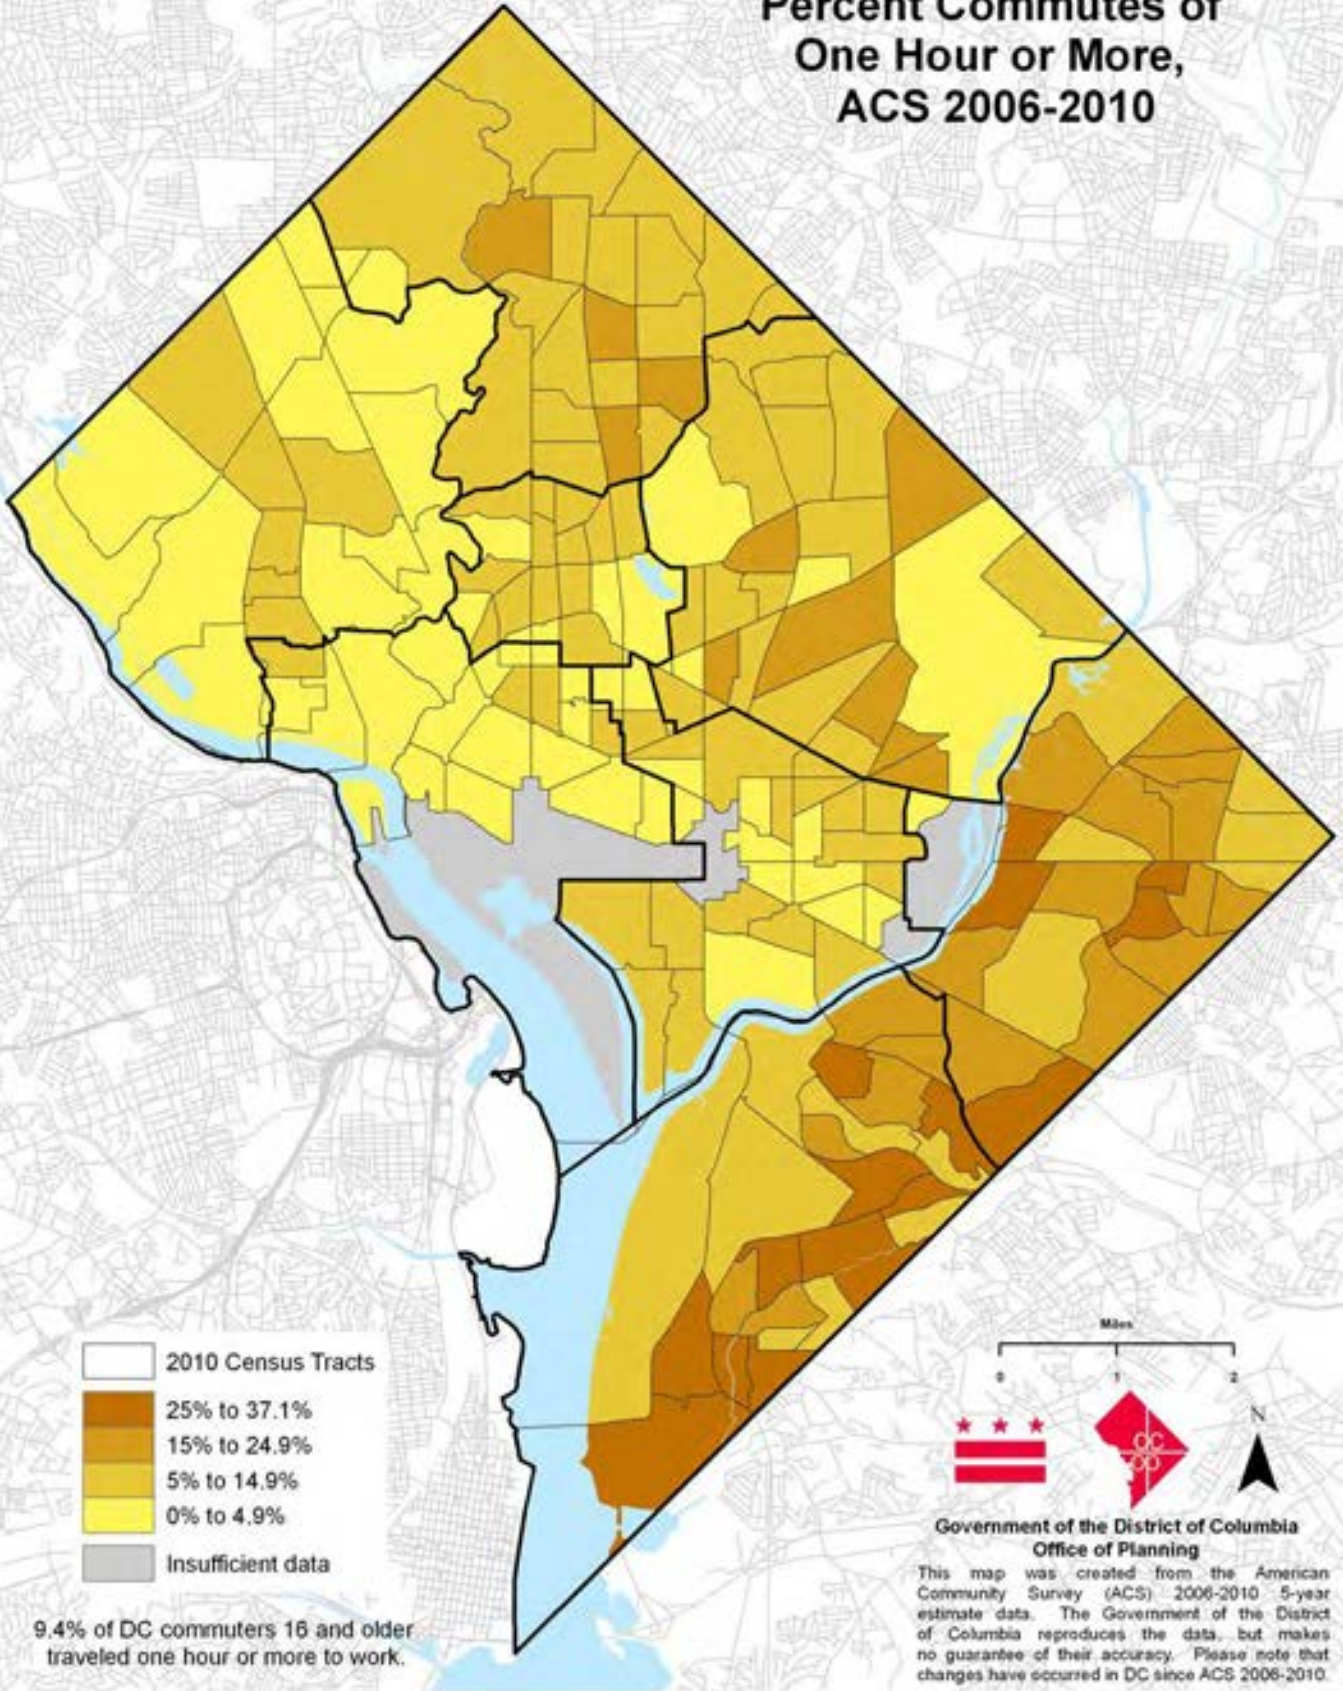 Percent Commutes of
One Hour or More,
ACS 2006-2010
2010 Census Tracts
25% to 37.1%
15% to 24.9%
5% to 14.9%
0% to 4.9%
Insufficient data
9.4% of DC commuters 16 and older
traveled one hour or more to work.
Miles
0 1 2
N
DC
OP
Government of the District of Columbia
Office of Planning
This map was created from the American
Community Survey (ACS) 2006-2010 5-year
estimate data. The Government of the District
of Columbia reproduces the data, but makes
no guarantee of their accuracy. Please note that
changes have occurred in DC since ACS 2006-2010.